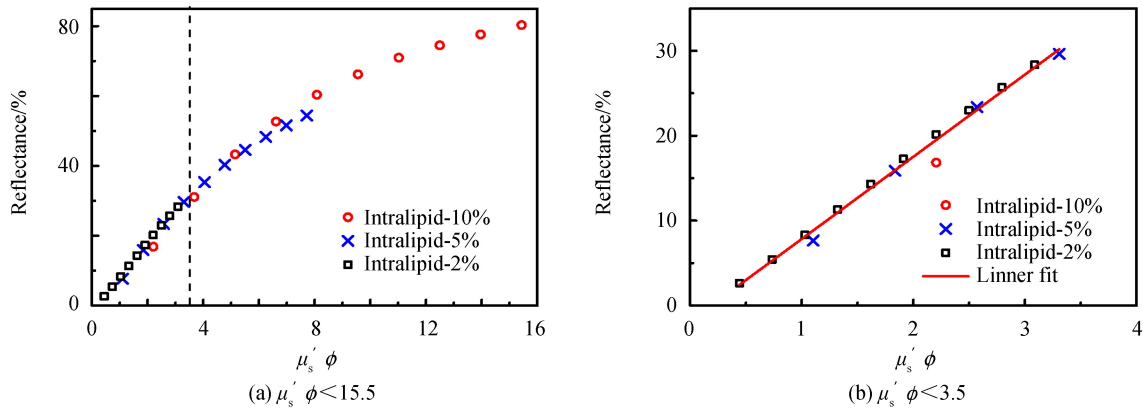 80
40
0
Reflectance/%
Intralipid-10%
Intralipid-5%
Intralipid-2%
0 4 8 12 16
μs′ ϕ
(a) μs′ ϕ<15.5
30
20
10
0
Reflectance/%
Intralipid-10%
Intralipid-5%
Intralipid-2%
Linner fit
0 1 2 3 4
μs′ ϕ
(b) μs′ ϕ<3.5